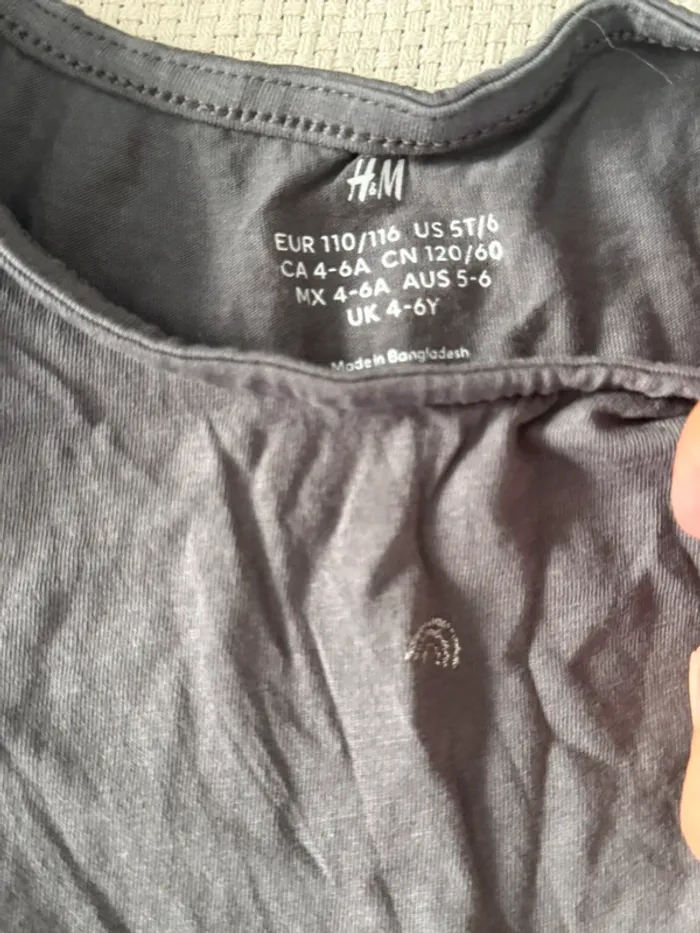 H&M
EUR 110/116 US 5T/6
CA 4-6A CN 120/60
MX 4-6A AUS 5-6
UK 4-6Y
Made in Bangladesh